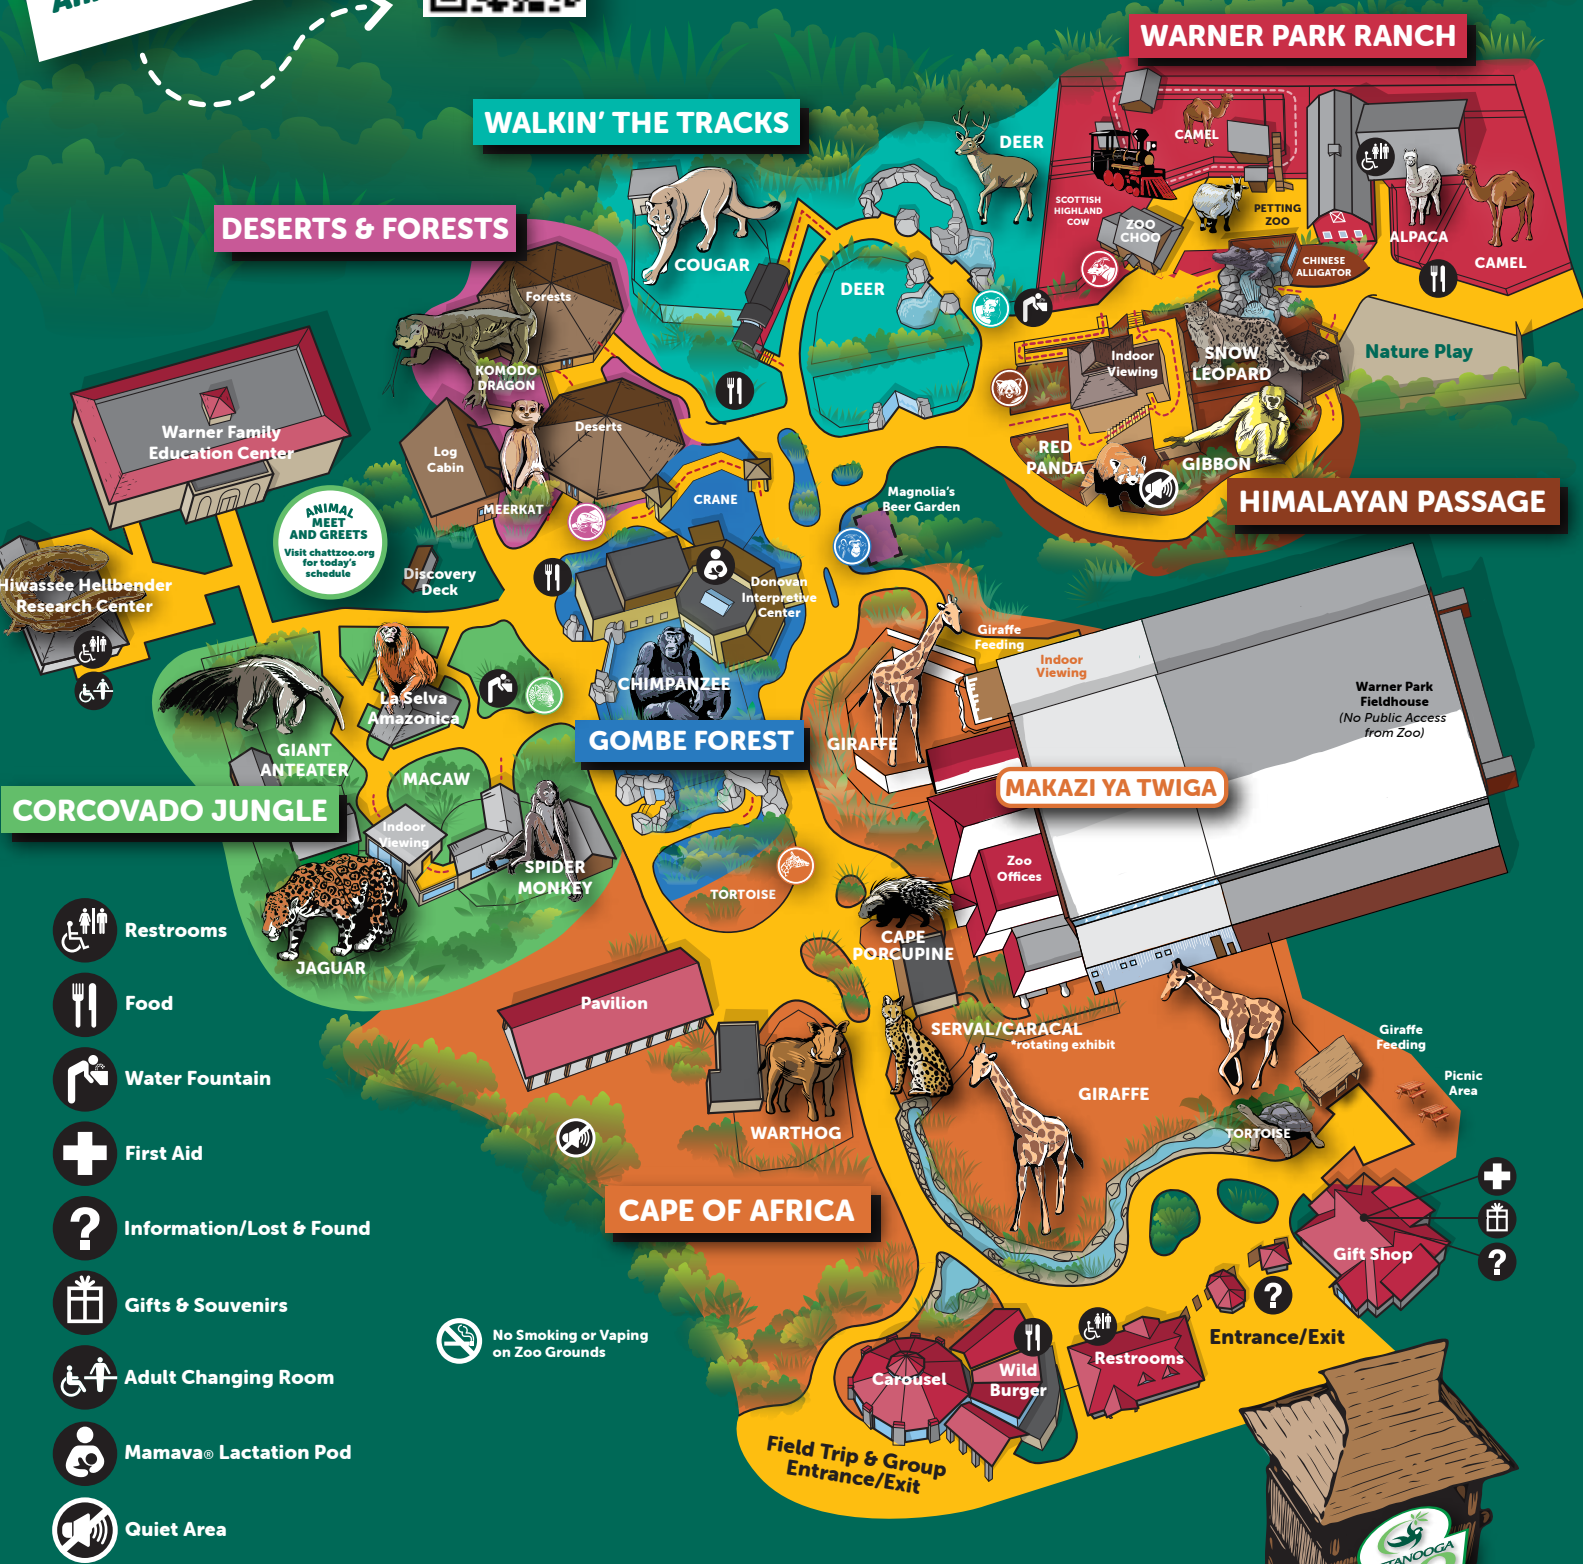 WARNER PARK RANCH
WALKIN' THE TRACKS
DEER
CAMEL
SCOTTISH
HIGHLAND
COW
ZOO
CHOO
PETTING
ZOO
ALPACA
CAMEL
CHINESE
ALLIGATOR
DESERTS & FORESTS
COUGAR
DEER
Forests
KOMODO
DRAGON
Deserts
Log
Cabin
MEERKAT
Indoor
Viewing
SNOW
LEOPARD
Nature Play
RED
PANDA
GIBBON
HIMALAYAN PASSAGE
Warner Family
Education Center
ANIMAL
MEET
AND GREETS
Visit chattzoo.org
for today's
schedule
CRANE
Magnolia's
Beer Garden
Discovery
Deck
Donovan
Interpretive
Center
Hiwassee Hellbender
Research Center
CHIMPANZEE
GOMBE FOREST
Giraffe
Feeding
Indoor
Viewing
Warner Park
Fieldhouse
(No Public Access
from Zoo)
GIRAFFE
MAKAZI YA TWIGA
La Selva
Amazonica
GIANT
ANTEATER
MACAW
CORCOVADO JUNGLE
Indoor
Viewing
SPIDER
MONKEY
JAGUAR
TORTOISE
Zoo
Offices
CAPE
PORCUPINE
Pavilion
SERVAL/CARACAL
*rotating exhibit
GIRAFFE
Giraffe
Feeding
Picnic
Area
TORTOISE
WARTHOG
CAPE OF AFRICA
Gift Shop
?
?
Entrance/Exit
Restrooms
Wild
Burger
Carousel
Field Trip & Group
Entrance/Exit
Restrooms
Food
Water Fountain
First Aid
?
Information/Lost & Found
Gifts & Souvenirs
Adult Changing Room
Mamava® Lactation Pod
Quiet Area
No Smoking or Vaping
on Zoo Grounds